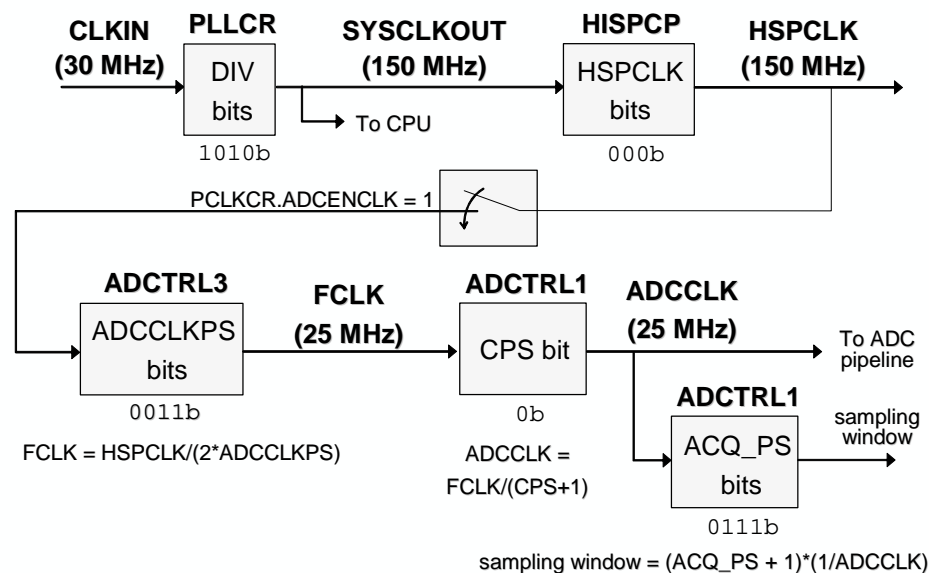 CLKIN
(30 MHz)
PLLCR
DIV
bits
1010b
SYSCLKOUT
(150 MHz)
To CPU
HISPCP
HSPCLK
bits
000b
HSPCLK
(150 MHz)
PCLKCR.ADCENCLK = 1
ADCTRL3
ADCCLKPS
bits
0011b
FCLK = HSPCLK/(2*ADCCLKPS)
FCLK
(25 MHz)
ADCTRL1
CPS bit
0b
ADCCLK =
FCLK/(CPS+1)
ADCCLK
(25 MHz)
To ADC
pipeline
ADCTRL1
ACQ_PS
bits
0111b
sampling
window
sampling window = (ACQ_PS + 1)*(1/ADCCLK)